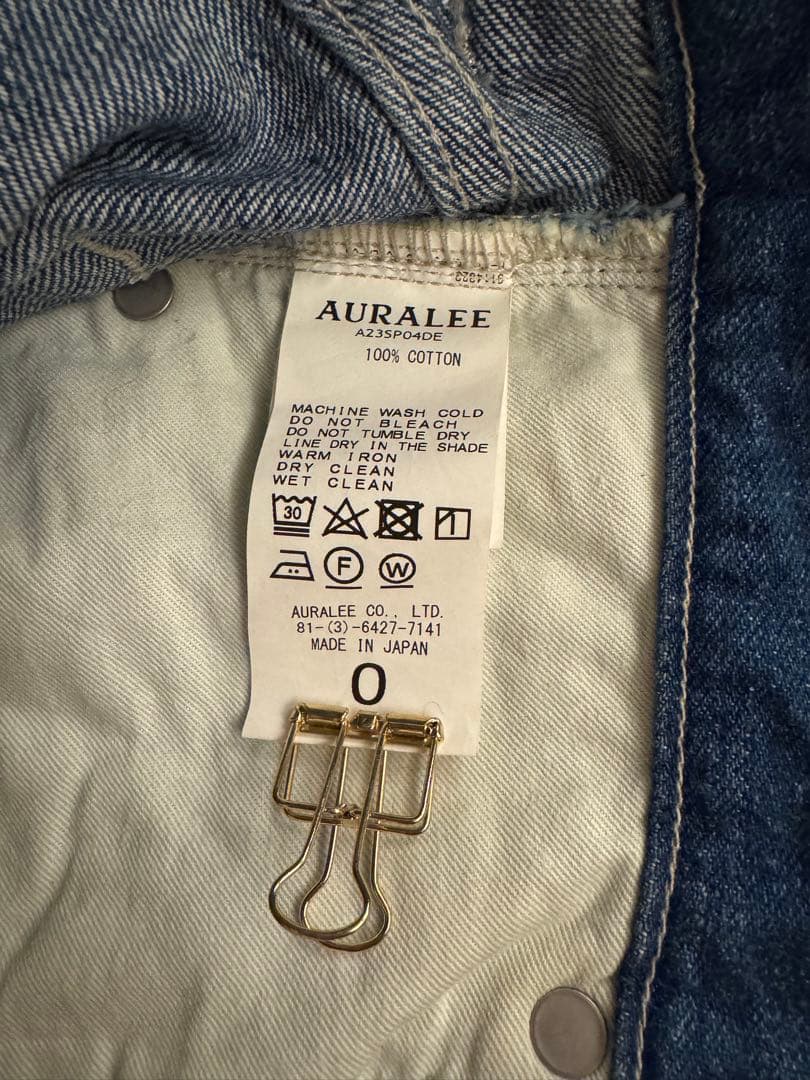 AURALEE
A23SP04DE
100% COTTON
MACHINE WASH COLD
DO NOT BLEACH
DO NOT TUMBLE DRY
LINE DRY IN THE SHADE
WARM IRON
DRY CLEAN
WET CLEAN
30
F W
AURALEE CO., LTD.
81-(3)-6427-7141
MADE IN JAPAN
0